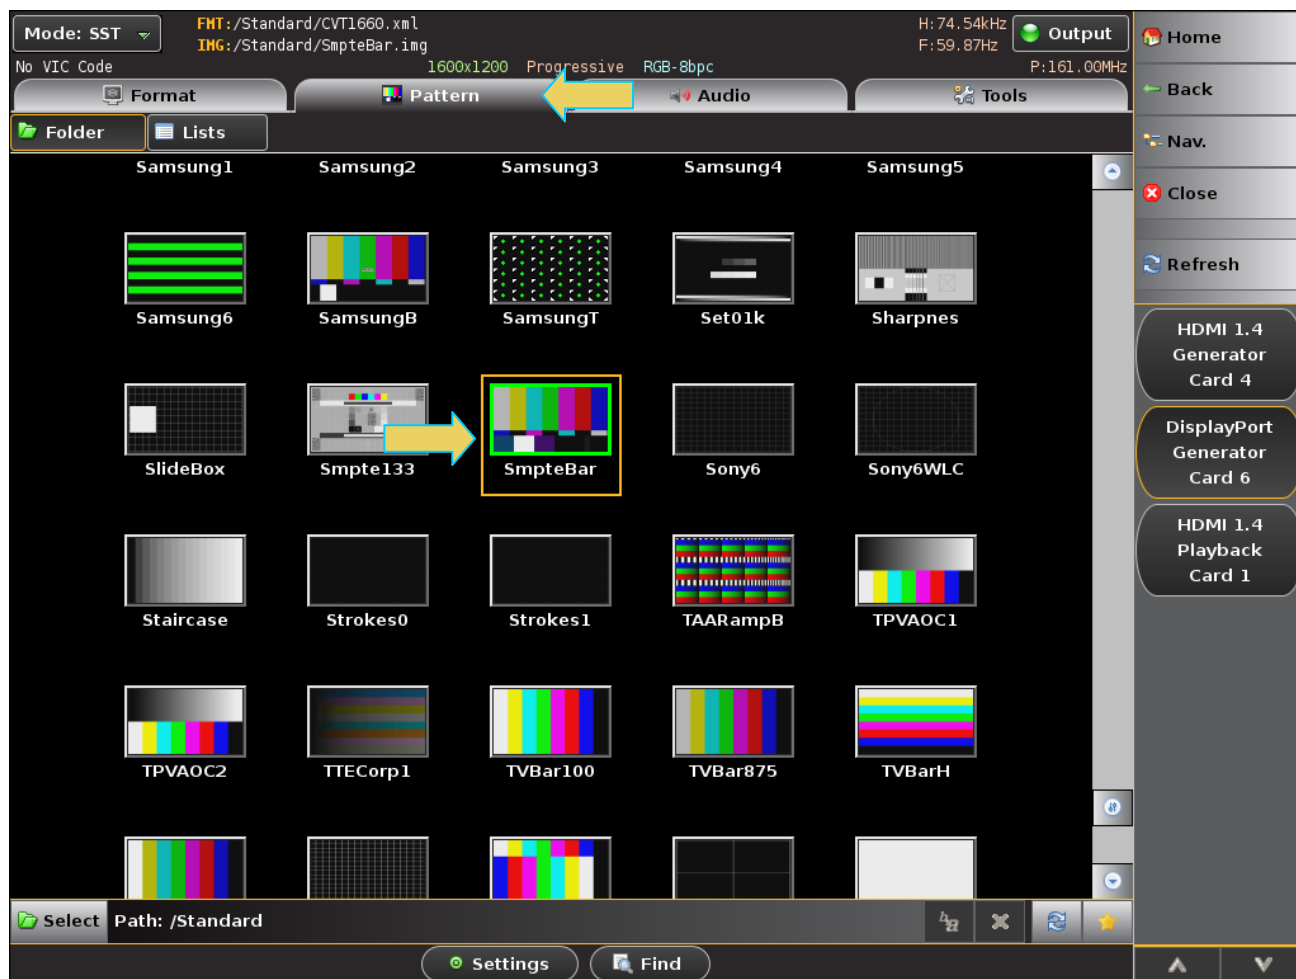 Mode: SST
FMT:/Standard/CVT1660.xml
IMG:/Standard/SmpteBar.img
H:74.54kHz
F:59.87Hz
Output
No VIC Code
1600x1200 Progressive RGB-8bpc
P:161.00MHz
Format
Pattern
Audio
Tools
Folder
Lists
Samsung1
Samsung2
Samsung3
Samsung4
Samsung5
Samsung6
SamsungB
SamsungT
Set01k
Sharpnes
SlideBox
Smpte133
SmpteBar
Sony6
Sony6WLC
Staircase
Strokes0
Strokes1
TAARampB
TPVAOC1
TPVAOC2
TTECorp1
TVBar100
TVBar875
TVBarH
Select
Path: /Standard
ba
Settings
Find
Home
Back
Nav.
Close
Refresh
HDMI 1.4
Generator
Card 4
DisplayPort
Generator
Card 6
HDMI 1.4
Playback
Card 1